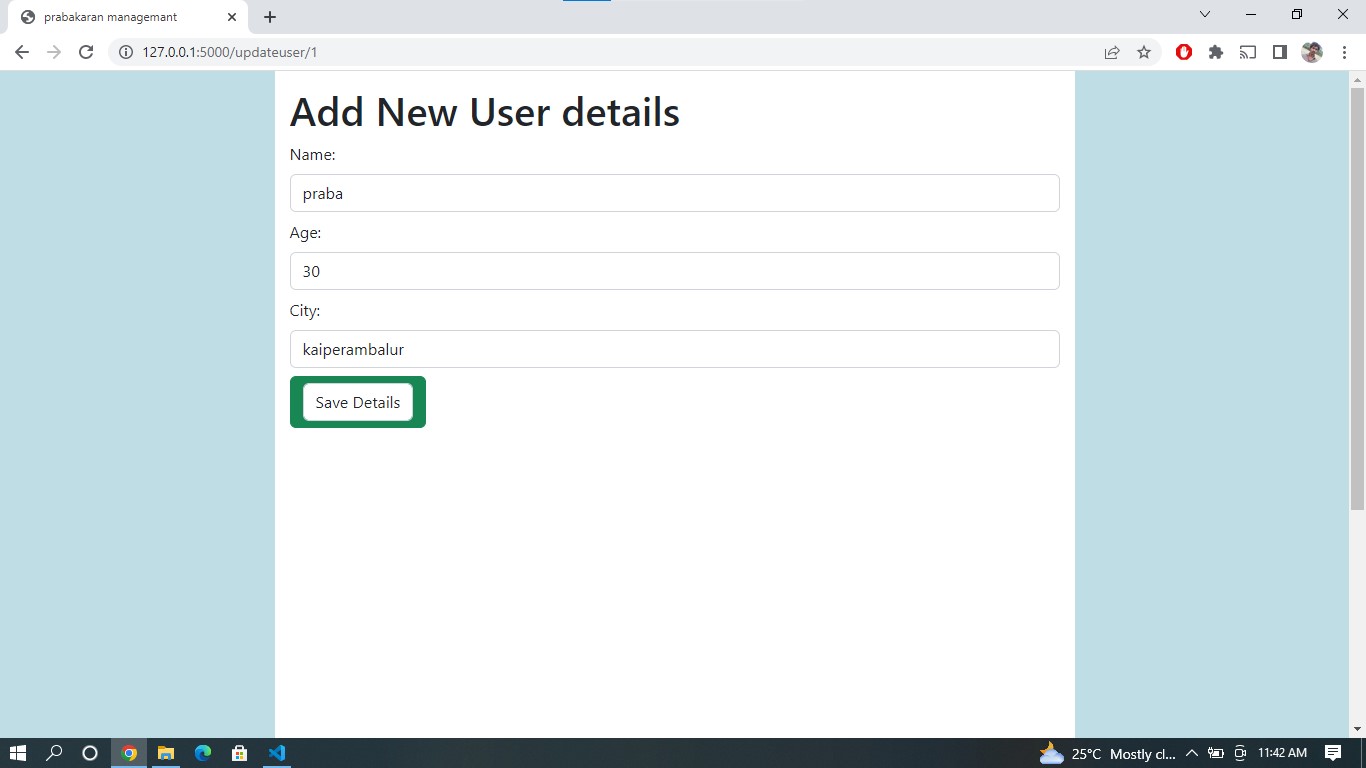 prabakaran managemant
127.0.0.1:5000/updateuser/1
Add New User details
Name:
praba
Age:
30
City:
kaiperambalur
Save Details
25°C Mostly cl... 11:42 AM